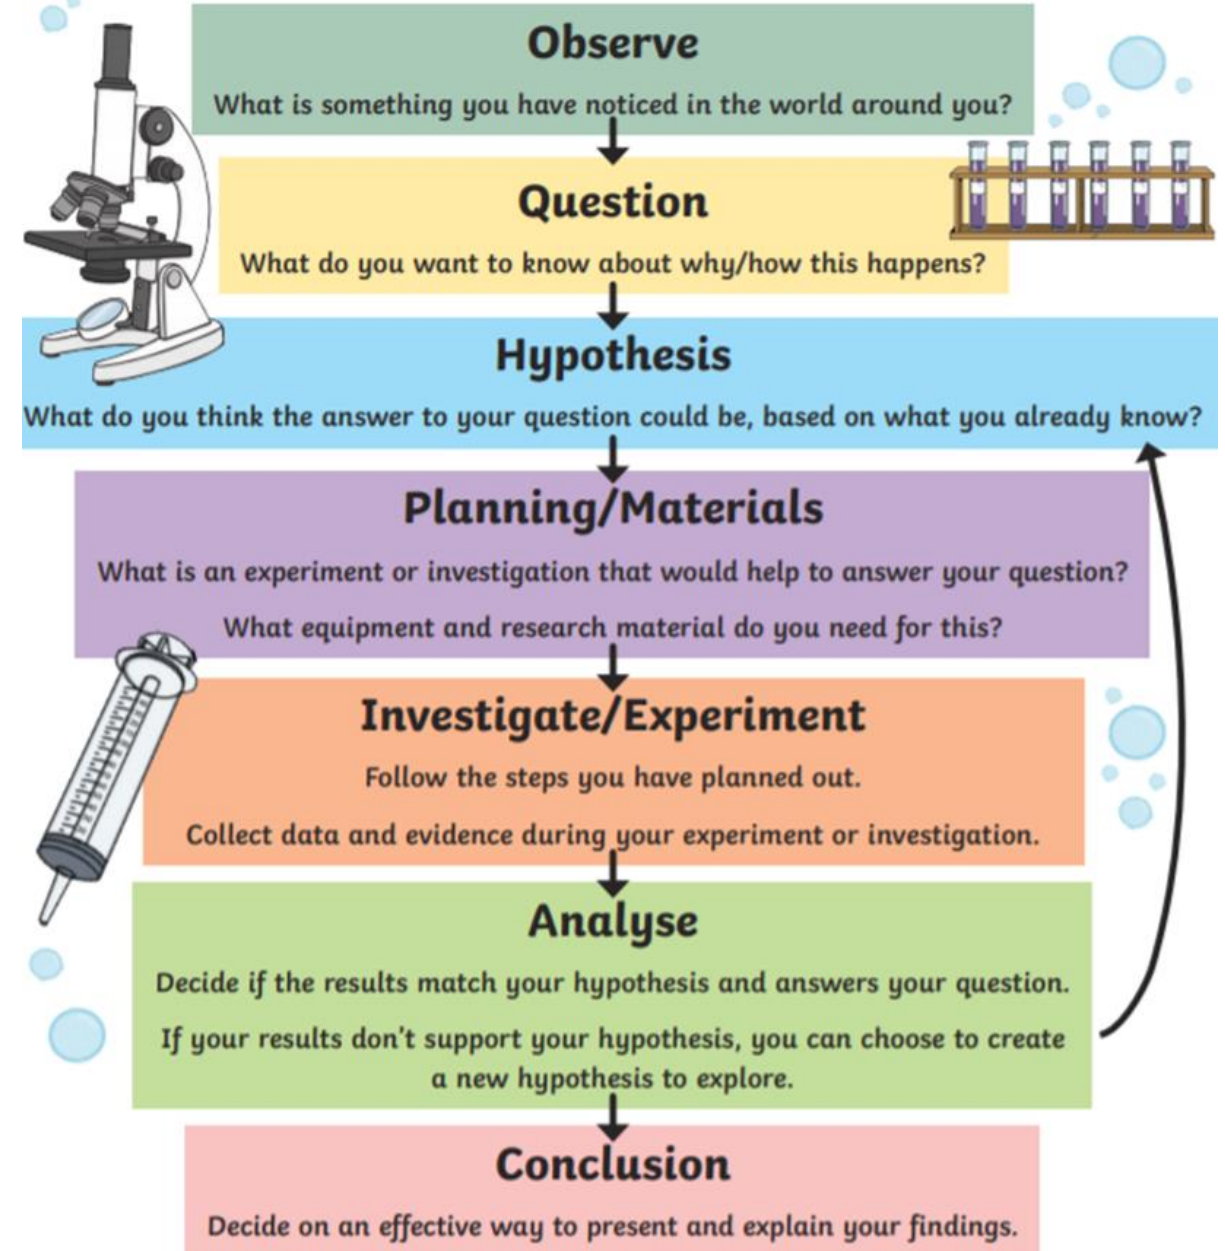 Observe
What is something you have noticed in the world around you?
Question
What do you want to know about why/how this happens?
Hypothesis
What do you think the answer to your question could be, based on what you already know?
Planning/Materials
What is an experiment or investigation that would help to answer your question?
What equipment and research material do you need for this?
Investigate/Experiment
Follow the steps you have planned out.
Collect data and evidence during your experiment or investigation.
Analyse
Decide if the results match your hypothesis and answers your question.
If your results don't support your hypothesis, you can choose to create
a new hypothesis to explore.
Conclusion
Decide on an effective way to present and explain your findings.